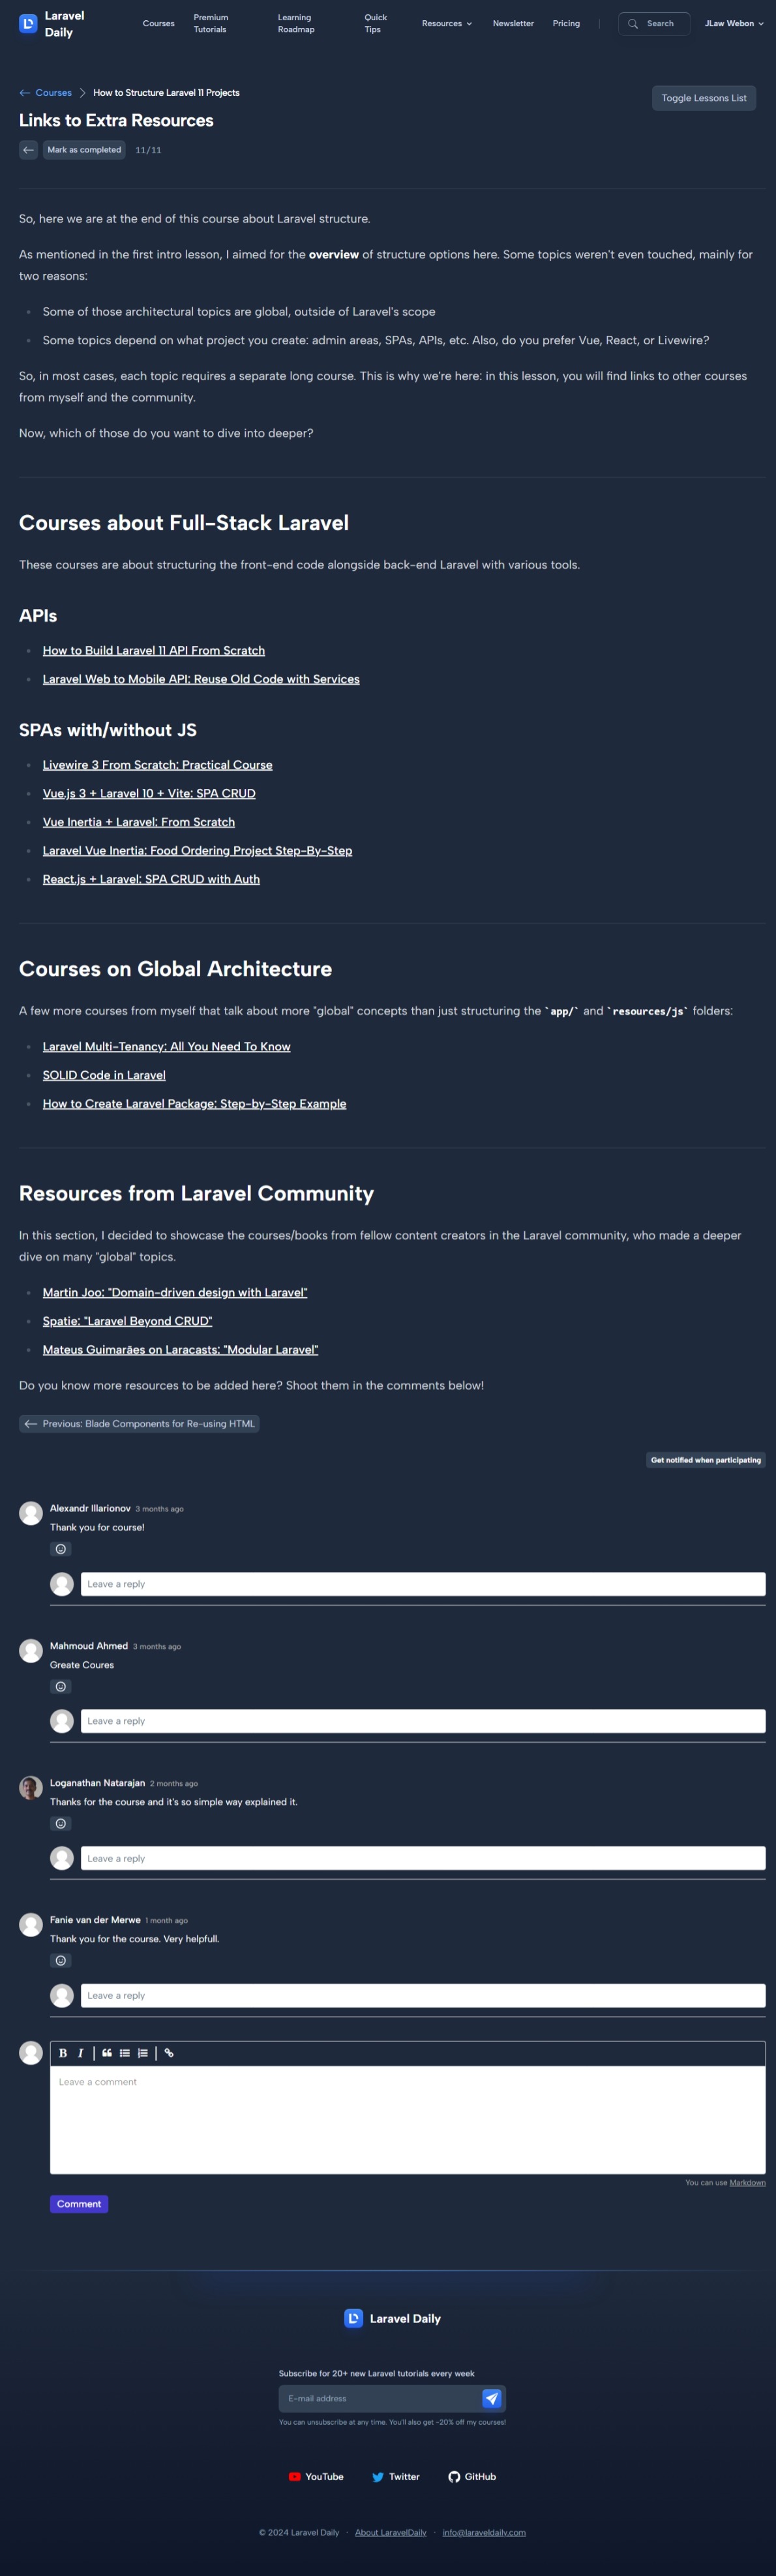 Laravel Daily
Courses
Premium Tutorials
Learning Roadmap
Quick Tips
Resources
Newsletter
Pricing
Search
JLaw Webon
Courses
How to Structure Laravel 11 Projects
Toggle Lessons List
Links to Extra Resources
Mark as completed
11/11
So, here we are at the end of this course about Laravel structure.
As mentioned in the first intro lesson, I aimed for the overview of structure options here. Some topics weren't even touched, mainly for
two reasons:
Some of those architectural topics are global, outside of Laravel's scope
Some topics depend on what project you create: admin areas, SPAs, APIs, etc. Also, do you prefer Vue, React, or Livewire?
So, in most cases, each topic requires a separate long course. This is why we're here: in this lesson, you will find links to other courses
from myself and the community.
Now, which of those do you want to dive into deeper?
Courses about Full-Stack Laravel
These courses are about structuring the front-end code alongside back-end Laravel with various tools.
APIs
How to Build Laravel 11 API From Scratch
Laravel Web to Mobile API: Reuse Old Code with Services
SPAs with/without JS
Livewire 3 From Scratch: Practical Course
Vue.js 3 + Laravel 10 + Vite: SPA CRUD
Vue Inertia + Laravel: From Scratch
Laravel Vue Inertia: Food Ordering Project Step-By-Step
React.js + Laravel: SPA CRUD with Auth
Courses on Global Architecture
A few more courses from myself that talk about more "global" concepts than just structuring the `app/` and `resources/js` folders:
Laravel Multi-Tenancy: All You Need To Know
SOLID Code in Laravel
How to Create Laravel Package: Step-by-Step Example
Resources from Laravel Community
In this section, I decided to showcase the courses/books from fellow content creators in the Laravel community, who made a deeper
dive on many "global" topics.
Martin Joo: "Domain-driven design with Laravel"
Spatie: "Laravel Beyond CRUD"
Mateus Guimarães on Laracasts: "Modular Laravel"
Do you know more resources to be added here? Shoot them in the comments below!
Previous: Blade Components for Re-using HTML
Get notified when participating
Alexandr Illarionov 3 months ago
Thank you for course!
Leave a reply
Mahmoud Ahmed 3 months ago
Greate Coures
Leave a reply
Loganathan Natarajan 2 months ago
Thanks for the course and it's so simple way explained it.
Leave a reply
Fanie van der Merwe 1 month ago
Thank you for the course. Very helpfull.
Leave a reply
B I
Leave a comment
You can use Markdown
Comment
Laravel Daily
Subscribe for 20+ new Laravel tutorials every week
E-mail address
You can unsubscribe at any time. You'll also get -20% off my courses!
YouTube
Twitter
GitHub
© 2024 Laravel Daily · About LaravelDaily · info@laraveldaily.com